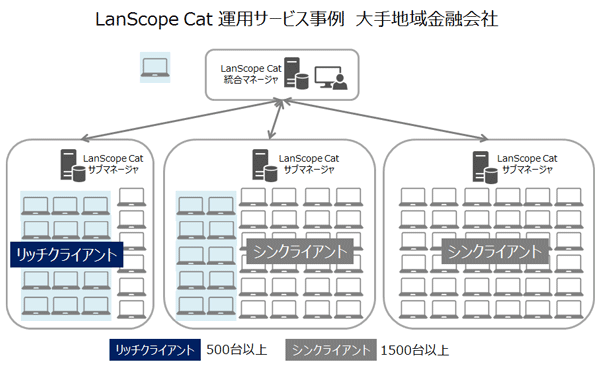 LanScope Cat 運用サービス事例 大手地域金融会社
LanScope Cat
統合マネージャ
LanScope Cat
サブマネージャ
LanScope Cat
サブマネージャ
LanScope Cat
サブマネージャ
リッチクライアント
シンクライアント
シンクライアント
リッチクライアント 500台以上 シンクライアント 1500台以上